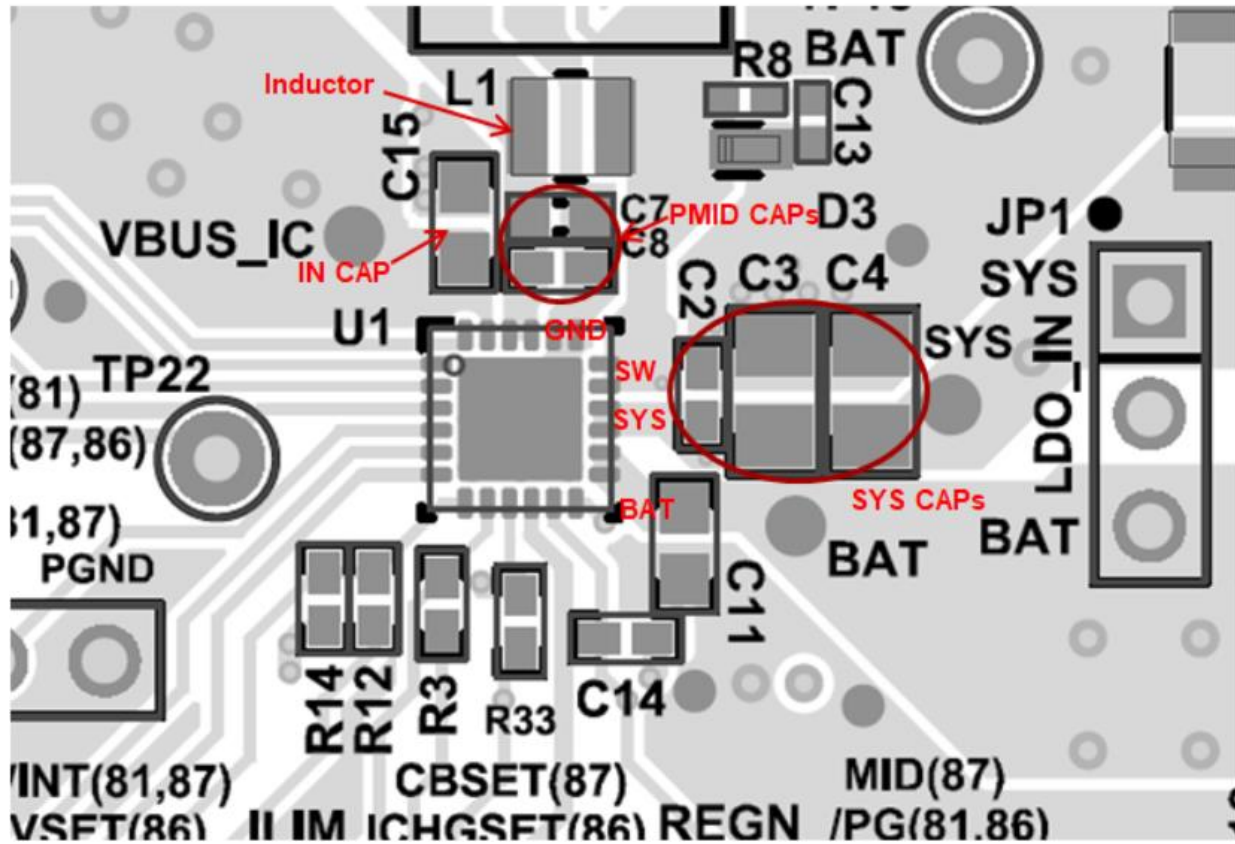 BAT
R8
Inductor
L1
C15
C13
C7
PMID CAPs
D3
C8
JP1
VBUS_IC
IN CAP
C2
C3
C4
SYS
U1
GND
SYS
TP22
SW
LDO_IN
(81)
SYS
(87,86)
SYS CAPs
BAT
31,87)
BAT
BAT
PGND
C11
R14
R12
R3
R33
C14
/INT(81,87)
CBSET(87)
MID(87)
VSET(86)
ILIM
ICHGSET(86)
REGN
/PG(81,86)